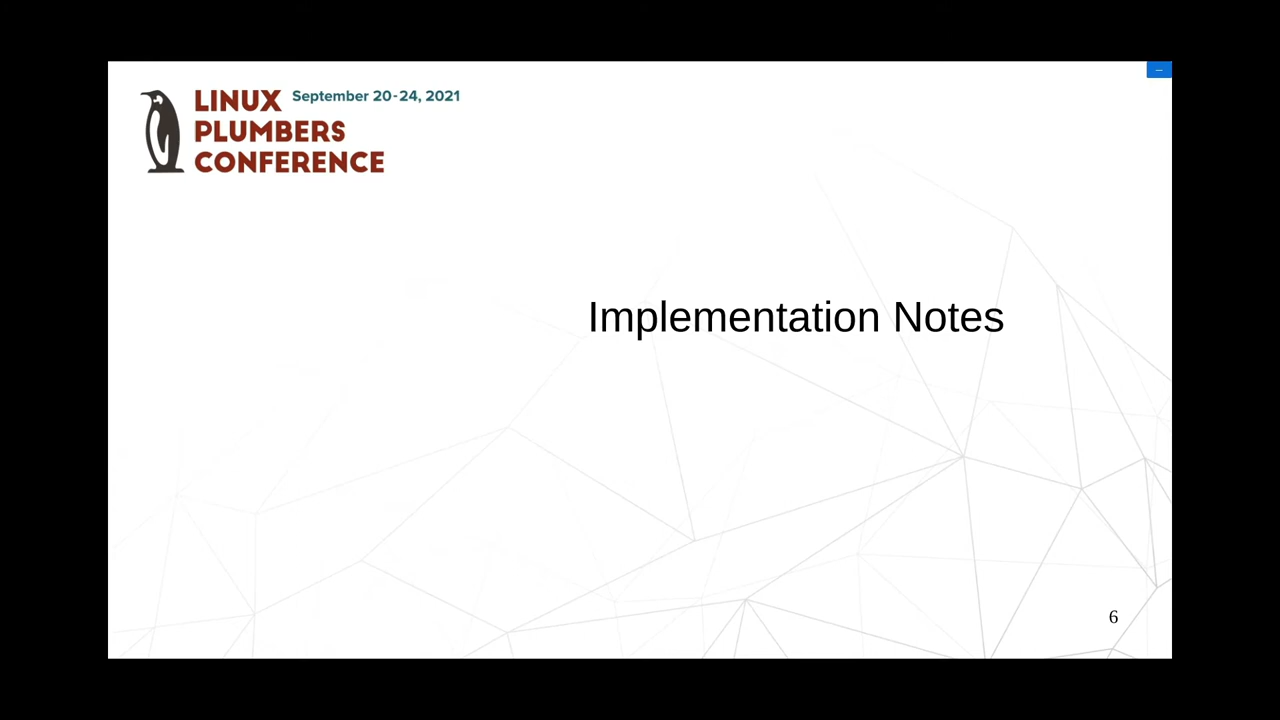 LINUX September 20-24, 2021
PLUMBERS
CONFERENCE
Implementation Notes
6